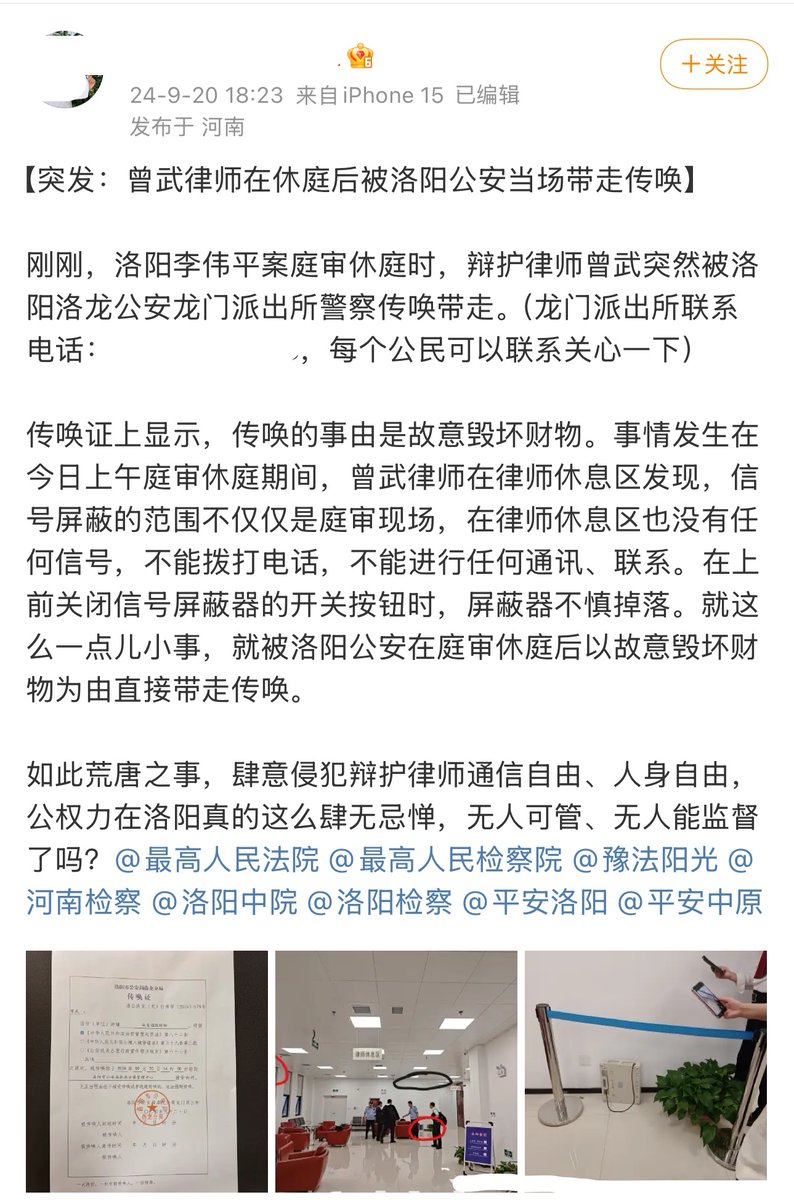 6
+关注
24-9-20 18:23 来自iPhone 15 已编辑
发布于 河南
【突发：曾武律师在休庭后被洛阳公安当场带走传唤】
刚刚，洛阳李伟平案庭审休庭时，辩护律师曾武突然被洛
阳洛龙公安龙门派出所警察传唤带走。（龙门派出所联系
电话：，每个公民可以联系关心一下）
传唤证上显示，传唤的事由是故意毁坏财物。事情发生在
今日上午庭审休庭期间，曾武律师在律师休息区发现，信
号屏蔽的范围不仅仅是庭审现场，在律师休息区也没有任
何信号，不能拨打电话，不能进行任何通讯、联系。在上
前关闭信号屏蔽器的开关按钮时，屏蔽器不慎掉落。就这
么一点儿小事，就被洛阳公安在庭审休庭后以故意毁坏财
物为由直接带走传唤。
如此荒唐之事，肆意侵犯辩护律师通信自由、人身自由，
公权力在洛阳真的这么肆无忌惮，无人可管、无人能监督
了吗？@最高人民法院 @最高人民检察院 @豫法阳光 @
河南检察 @洛阳中院 @洛阳检察 @平安洛阳 @平安中原
传唤证
律师休息区